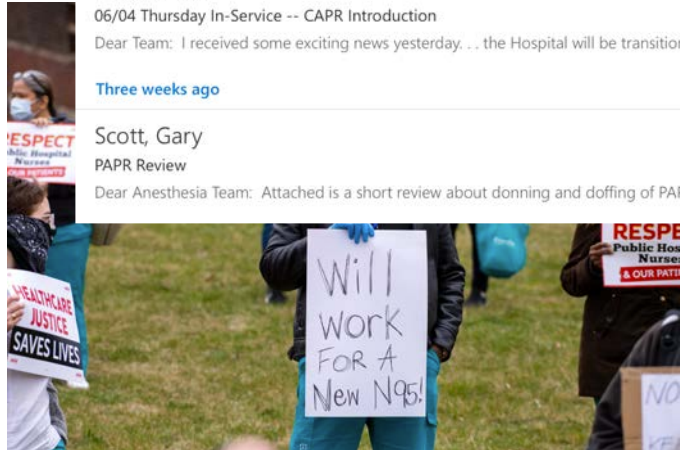 06/04 Thursday In-Service -- CAPR Introduction
Dear Team: I received some exciting news yesterday. . . the Hospital will be transition
Three weeks ago
Scott, Gary
PAPR Review
Dear Anesthesia Team: Attached is a short review about donning and doffing of PAP
RESPECT
Public Hospital
Nurses
& OUR PATIENTS
HEALTHCARE
JUSTICE
SAVES LIVES
Will
WORK
FOR A
New N95!
RESPE
Public Hos
Nurse
& OUR PATI
NO